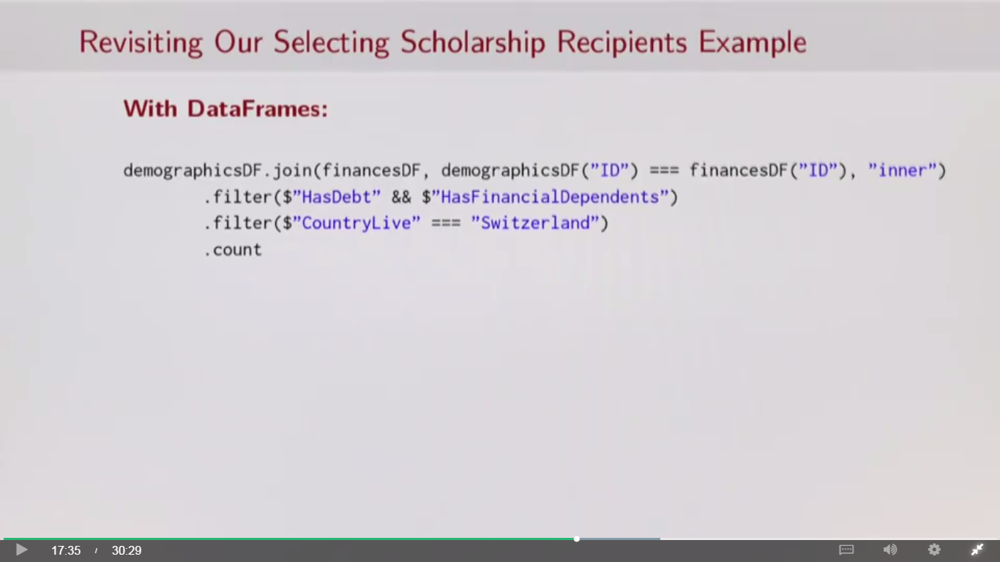 Revisiting Our Selecting Scholarship Recipients Example
With DataFrames:
demographicsDF.join(financesDF, demographicsDF(”ID”) === financesDF(”ID”), ”inner”)
.filter($”HasDebt” && $”HasFinancialDependents”)
.filter($”CountryLive” === ”Switzerland”)
.count
17:35 / 30:29